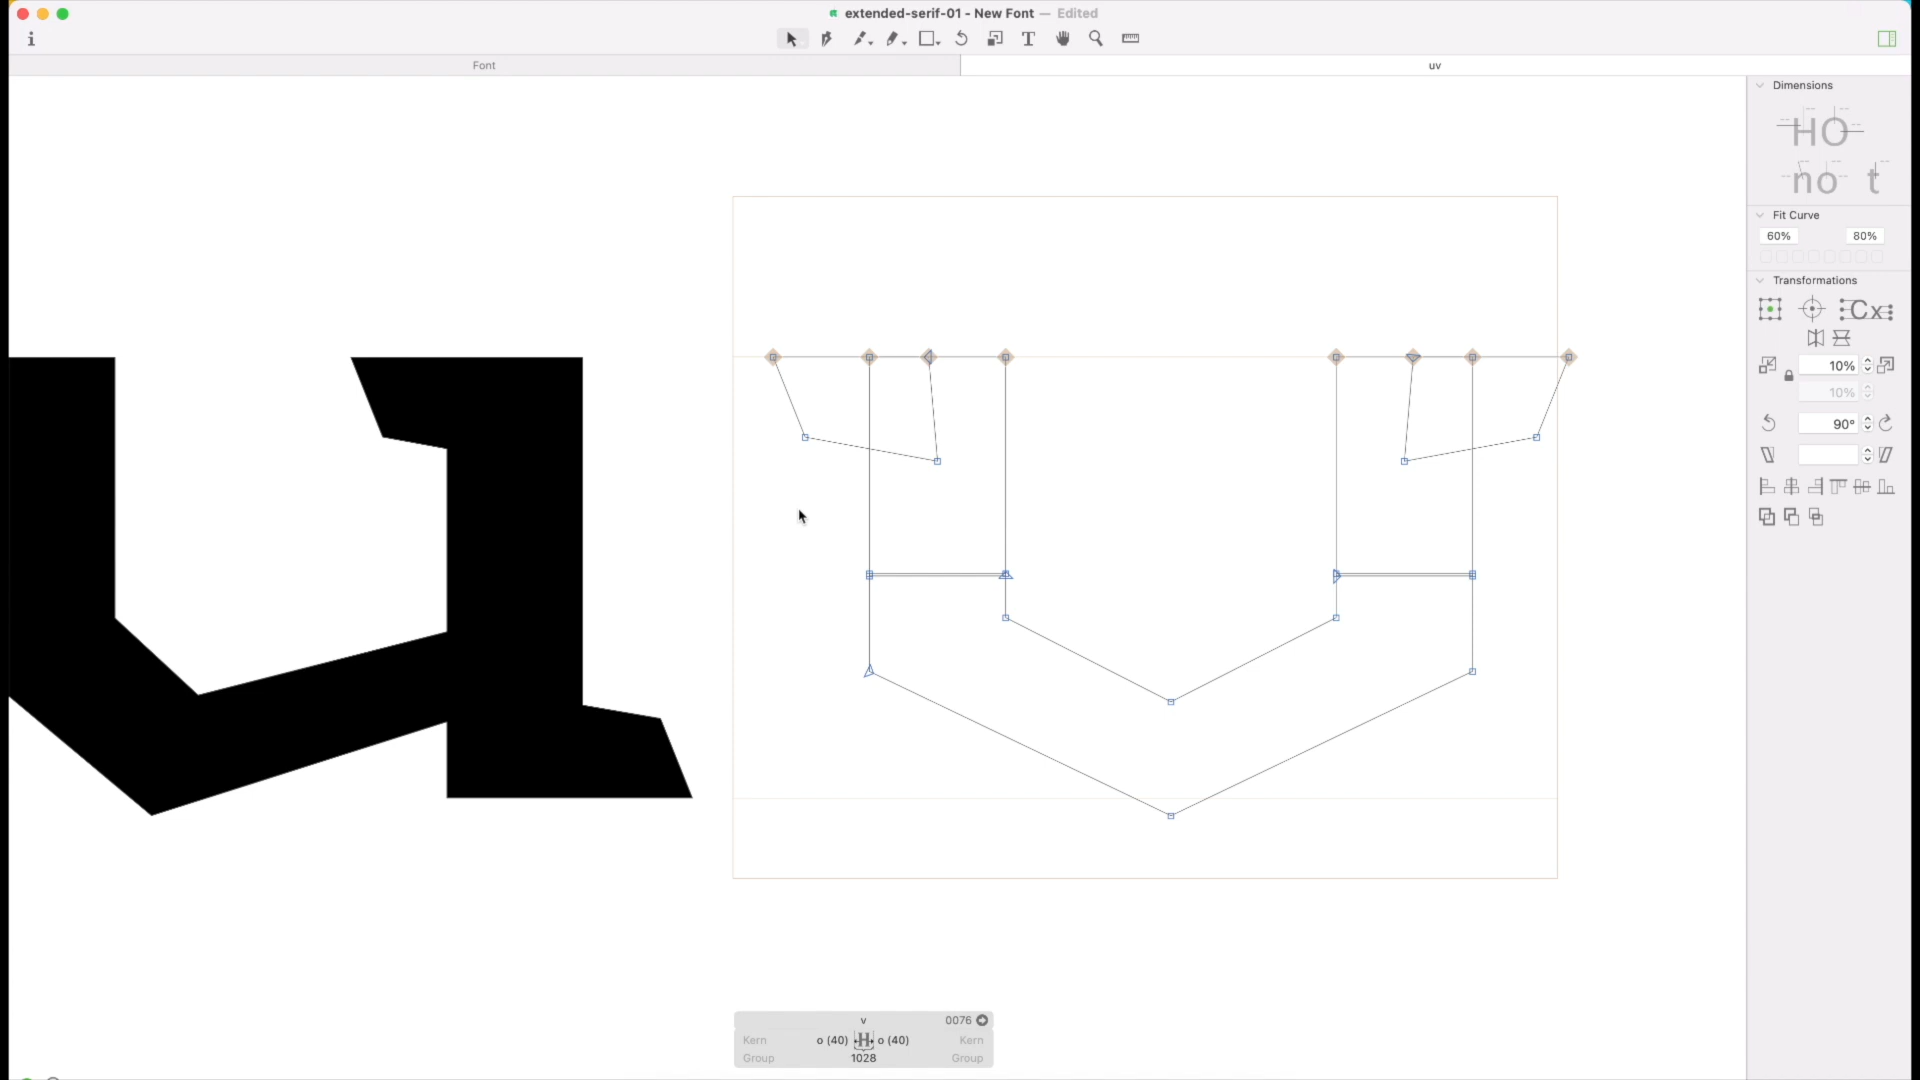 extended-serif-01 - New Font — Edited
Font
uv
Dimensions
HO
no t
Fit Curve
60% 80%
Transformations
10%
10%
90°
v 0076
Kern o (40) H o (40) Kern
Group 1028 Group